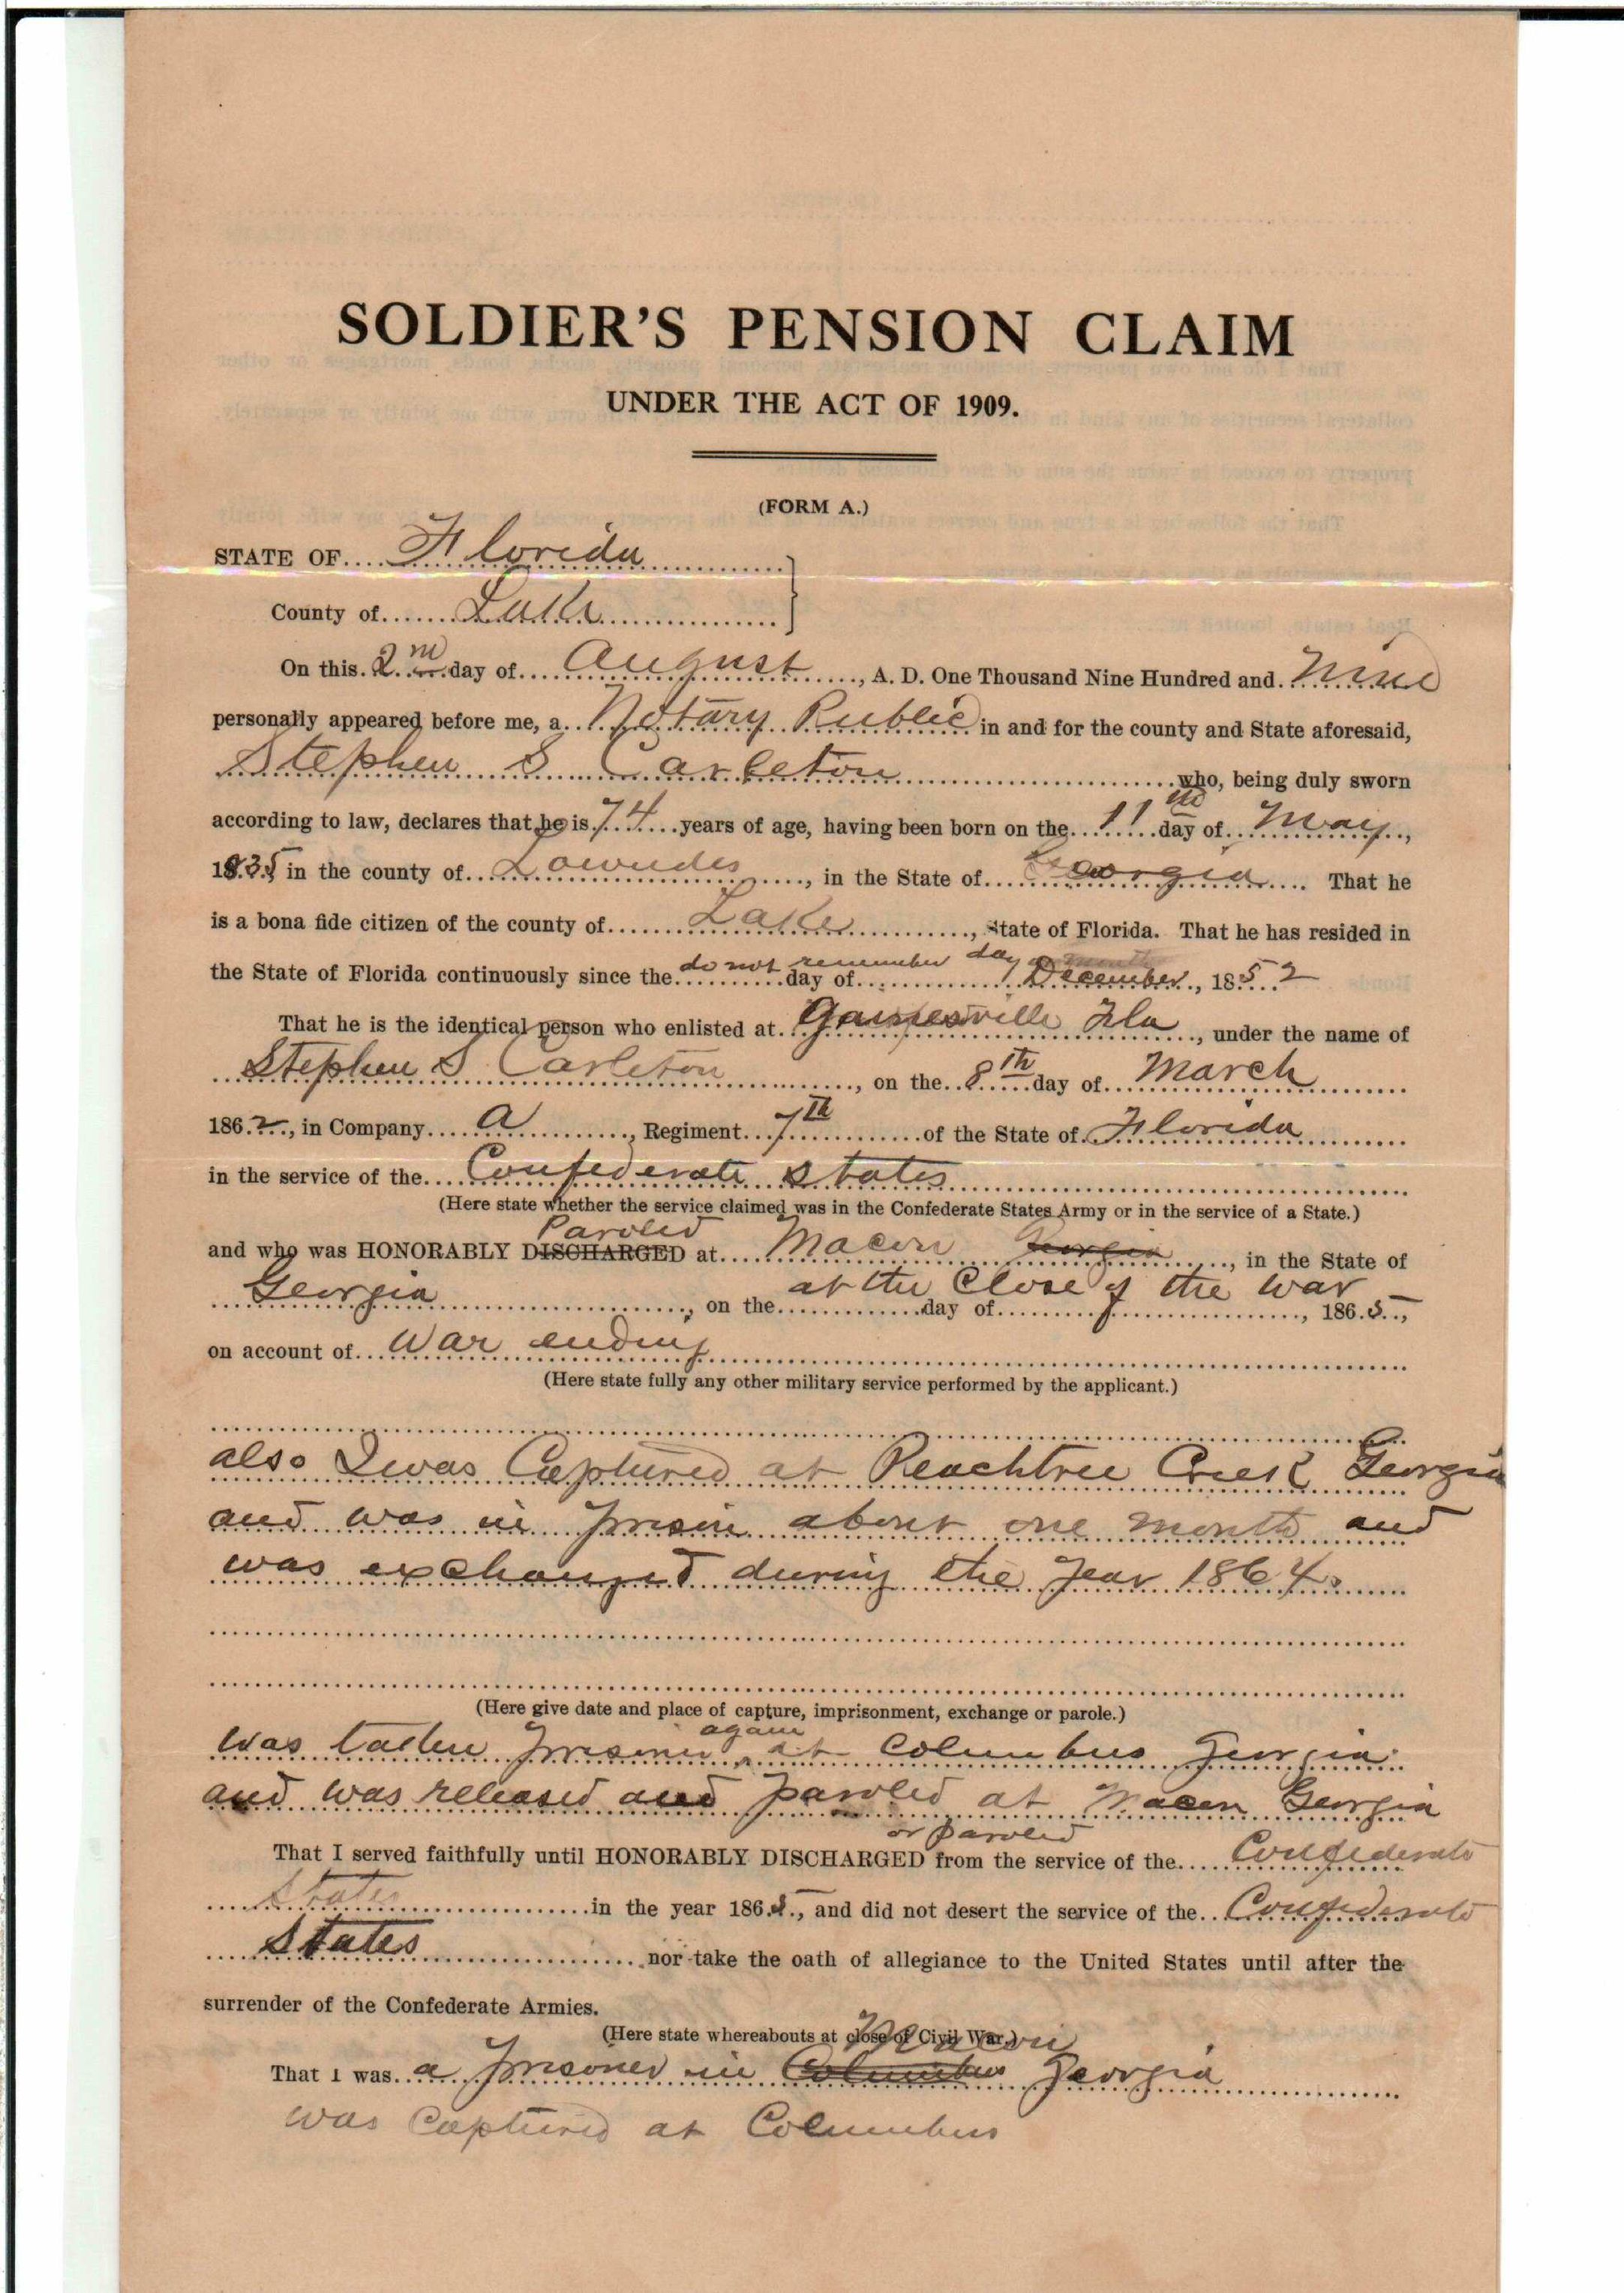 SOLDIER'S PENSION CLAIM
UNDER THE ACT OF 1909.
(FORM A.)
STATE OF Florida
County of Lake
On this 2nd day of August, A. D. One Thousand Nine Hundred and Nine
personally appeared before me, a Notary Public in and for the county and State aforesaid,
Stephen S Carleton who, being duly sworn
according to law, declares that he is 74 years of age, having been born on the 11th day of May,
1835, in the county of Lowndes, in the State of Georgia. That he
is a bona fide citizen of the county of Lake, State of Florida. That he has resided in
the State of Florida continuously since the do not remember day of month day of December, 1852
That he is the identical person who enlisted at Gainesville Fla, under the name of
Stephen S Carleton, on the 8th day of March
1862, in Company A, Regiment 7th of the State of Florida
in the service of the Confederate States
(Here state whether the service claimed was in the Confederate States Army or in the service of a State.)
Paroled
and who was HONORABLY DISCHARGED at Macon Georgia, in the State of
Georgia, on the at the Close of the war day of, 1865,
on account of War ending
(Here state fully any other military service performed by the applicant.)
also I was Captured at Peachtree Creek Georgia
and was in prison about one month and
was exchanged during the year 1864.
(Here give date and place of capture, imprisonment, exchange or parole.)
was taken prisoner again at Columbus Georgia
and was released and paroled at Macon Georgia
or paroled
That I served faithfully until HONORABLY DISCHARGED from the service of the Confederate
States in the year 1865, and did not desert the service of the Confederate
States nor take the oath of allegiance to the United States until after the
surrender of the Confederate Armies.
(Here state whereabouts at close of Civil War.)
Macon
That I was a prisoner in Columbus Georgia
was Captured at Columbus